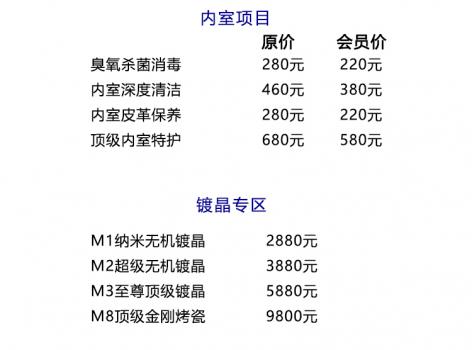 内室项目
原价 会员价
臭氧杀菌消毒 280元 220元
内室深度清洁 460元 380元
内室皮革保养 280元 220元
顶级内室特护 680元 580元
镀晶专区
M1纳米无机镀晶 2880元
M2超级无机镀晶 3880元
M3至尊顶级镀晶 5880元
M8顶级金刚烤瓷 9800元